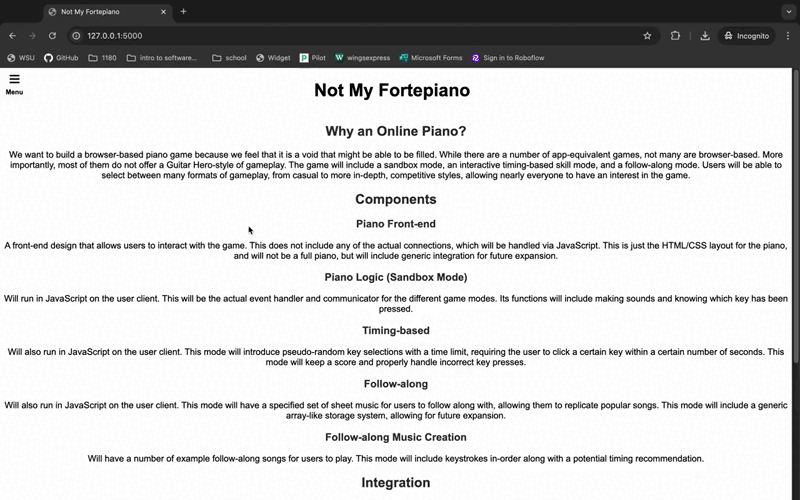 Not My Fortepiano
127.0.0.1:5000
Incognito
WSU GitHub 1180 intro to software... school Widget Pilot wingsexpress Microsoft Forms Sign in to Roboflow
Menu
Not My Fortepiano
Why an Online Piano?
We want to build a browser-based piano game because we feel that it is a void that might be able to be filled. While there are a number of app-equivalent games, not many are browser-based. More
importantly, most of them do not offer a Guitar Hero-style of gameplay. The game will include a sandbox mode, an interactive timing-based skill mode, and a follow-along mode. Users will be able to
select between many formats of gameplay, from casual to more in-depth, competitive styles, allowing nearly everyone to have an interest in the game.
Components
Piano Front-end
A front-end design that allows users to interact with the game. This does not include any of the actual connections, which will be handled via JavaScript. This is just the HTML/CSS layout for the piano,
and will not be a full piano, but will include generic integration for future expansion.
Piano Logic (Sandbox Mode)
Will run in JavaScript on the user client. This will be the actual event handler and communicator for the different game modes. Its functions will include making sounds and knowing which key has been
pressed.
Timing-based
Will also run in JavaScript on the user client. This mode will introduce pseudo-random key selections with a time limit, requiring the user to click a certain key within a certain number of seconds. This
mode will keep a score and properly handle incorrect key presses.
Follow-along
Will also run in JavaScript on the user client. This mode will have a specified set of sheet music for users to follow along with, allowing them to replicate popular songs. This mode will include a generic
array-like storage system, allowing for future expansion.
Follow-along Music Creation
Will have a number of example follow-along songs for users to play. This mode will include keystrokes in-order along with a potential timing recommendation.
Integration